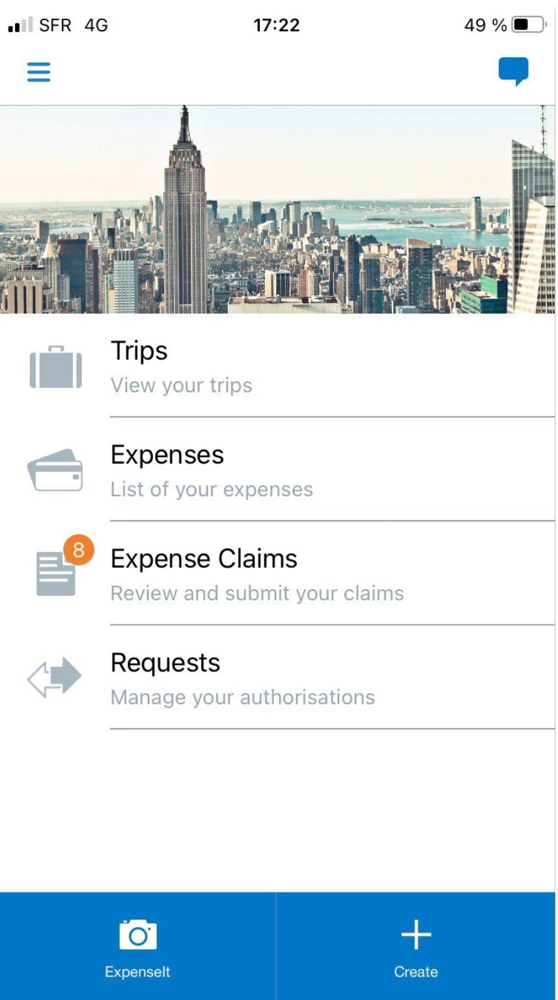 SFR 4G 17:22 49 %
Trips
View your trips
Expenses
List of your expenses
8
Expense Claims
Review and submit your claims
Requests
Manage your authorisations
ExpenseIt Create